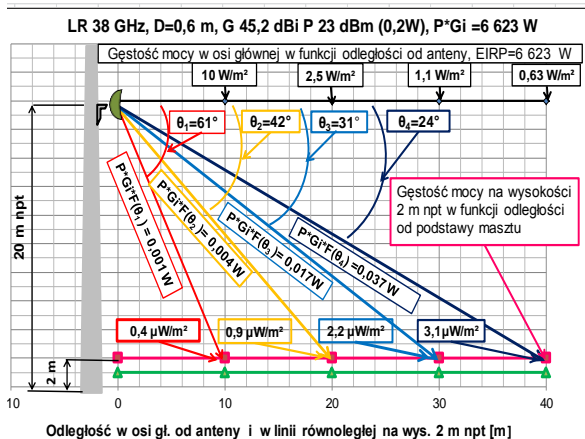 LR 38 GHz, D=0,6 m, G 45,2 dBi P 23 dBm (0,2W), P*Gi =6 623 W
Gęstość mocy w osi głównej w funkcji odległości od anteny, EIRP=6 623 W
10 W/m²
2,5 W/m²
1,1 W/m²
0,63 W/m²
θ₁=61°
θ₂=42°
θ₃=31°
θ₄=24°
P*Gi*F(θ₁)= 0,001W
P*Gi*F(θ₂)= 0,004W
P*Gi*F(θ₃)= 0,017W
P*Gi*F(θ₄) =0,037W
Gęstość mocy na wysokości
2 m npt w funkcji odległości
od podstawy masztu
20 m npt
2 m
0,4 µW/m²
0,9 µW/m²
2,2 µW/m²
3,1µW/m²
10
0
10
20
30
40
Odległość w osi gł. od anteny i w linii równoległej na wys. 2 m npt [m]